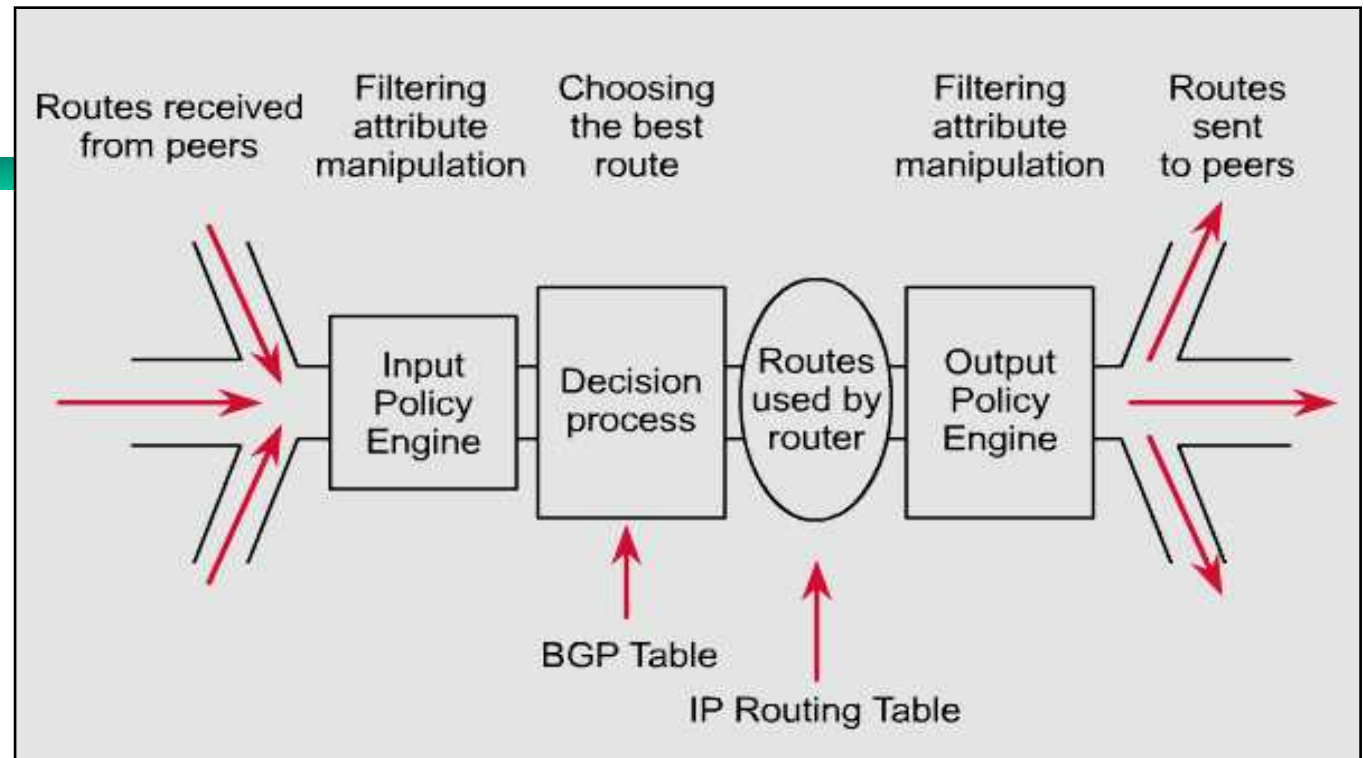 Routes received
from peers
Filtering
attribute
manipulation
Choosing
the best
route
Filtering
attribute
manipulation
Routes
sent
to peers
Input
Policy
Engine
Decision
process
Routes
used by
router
Output
Policy
Engine
BGP Table
IP Routing Table